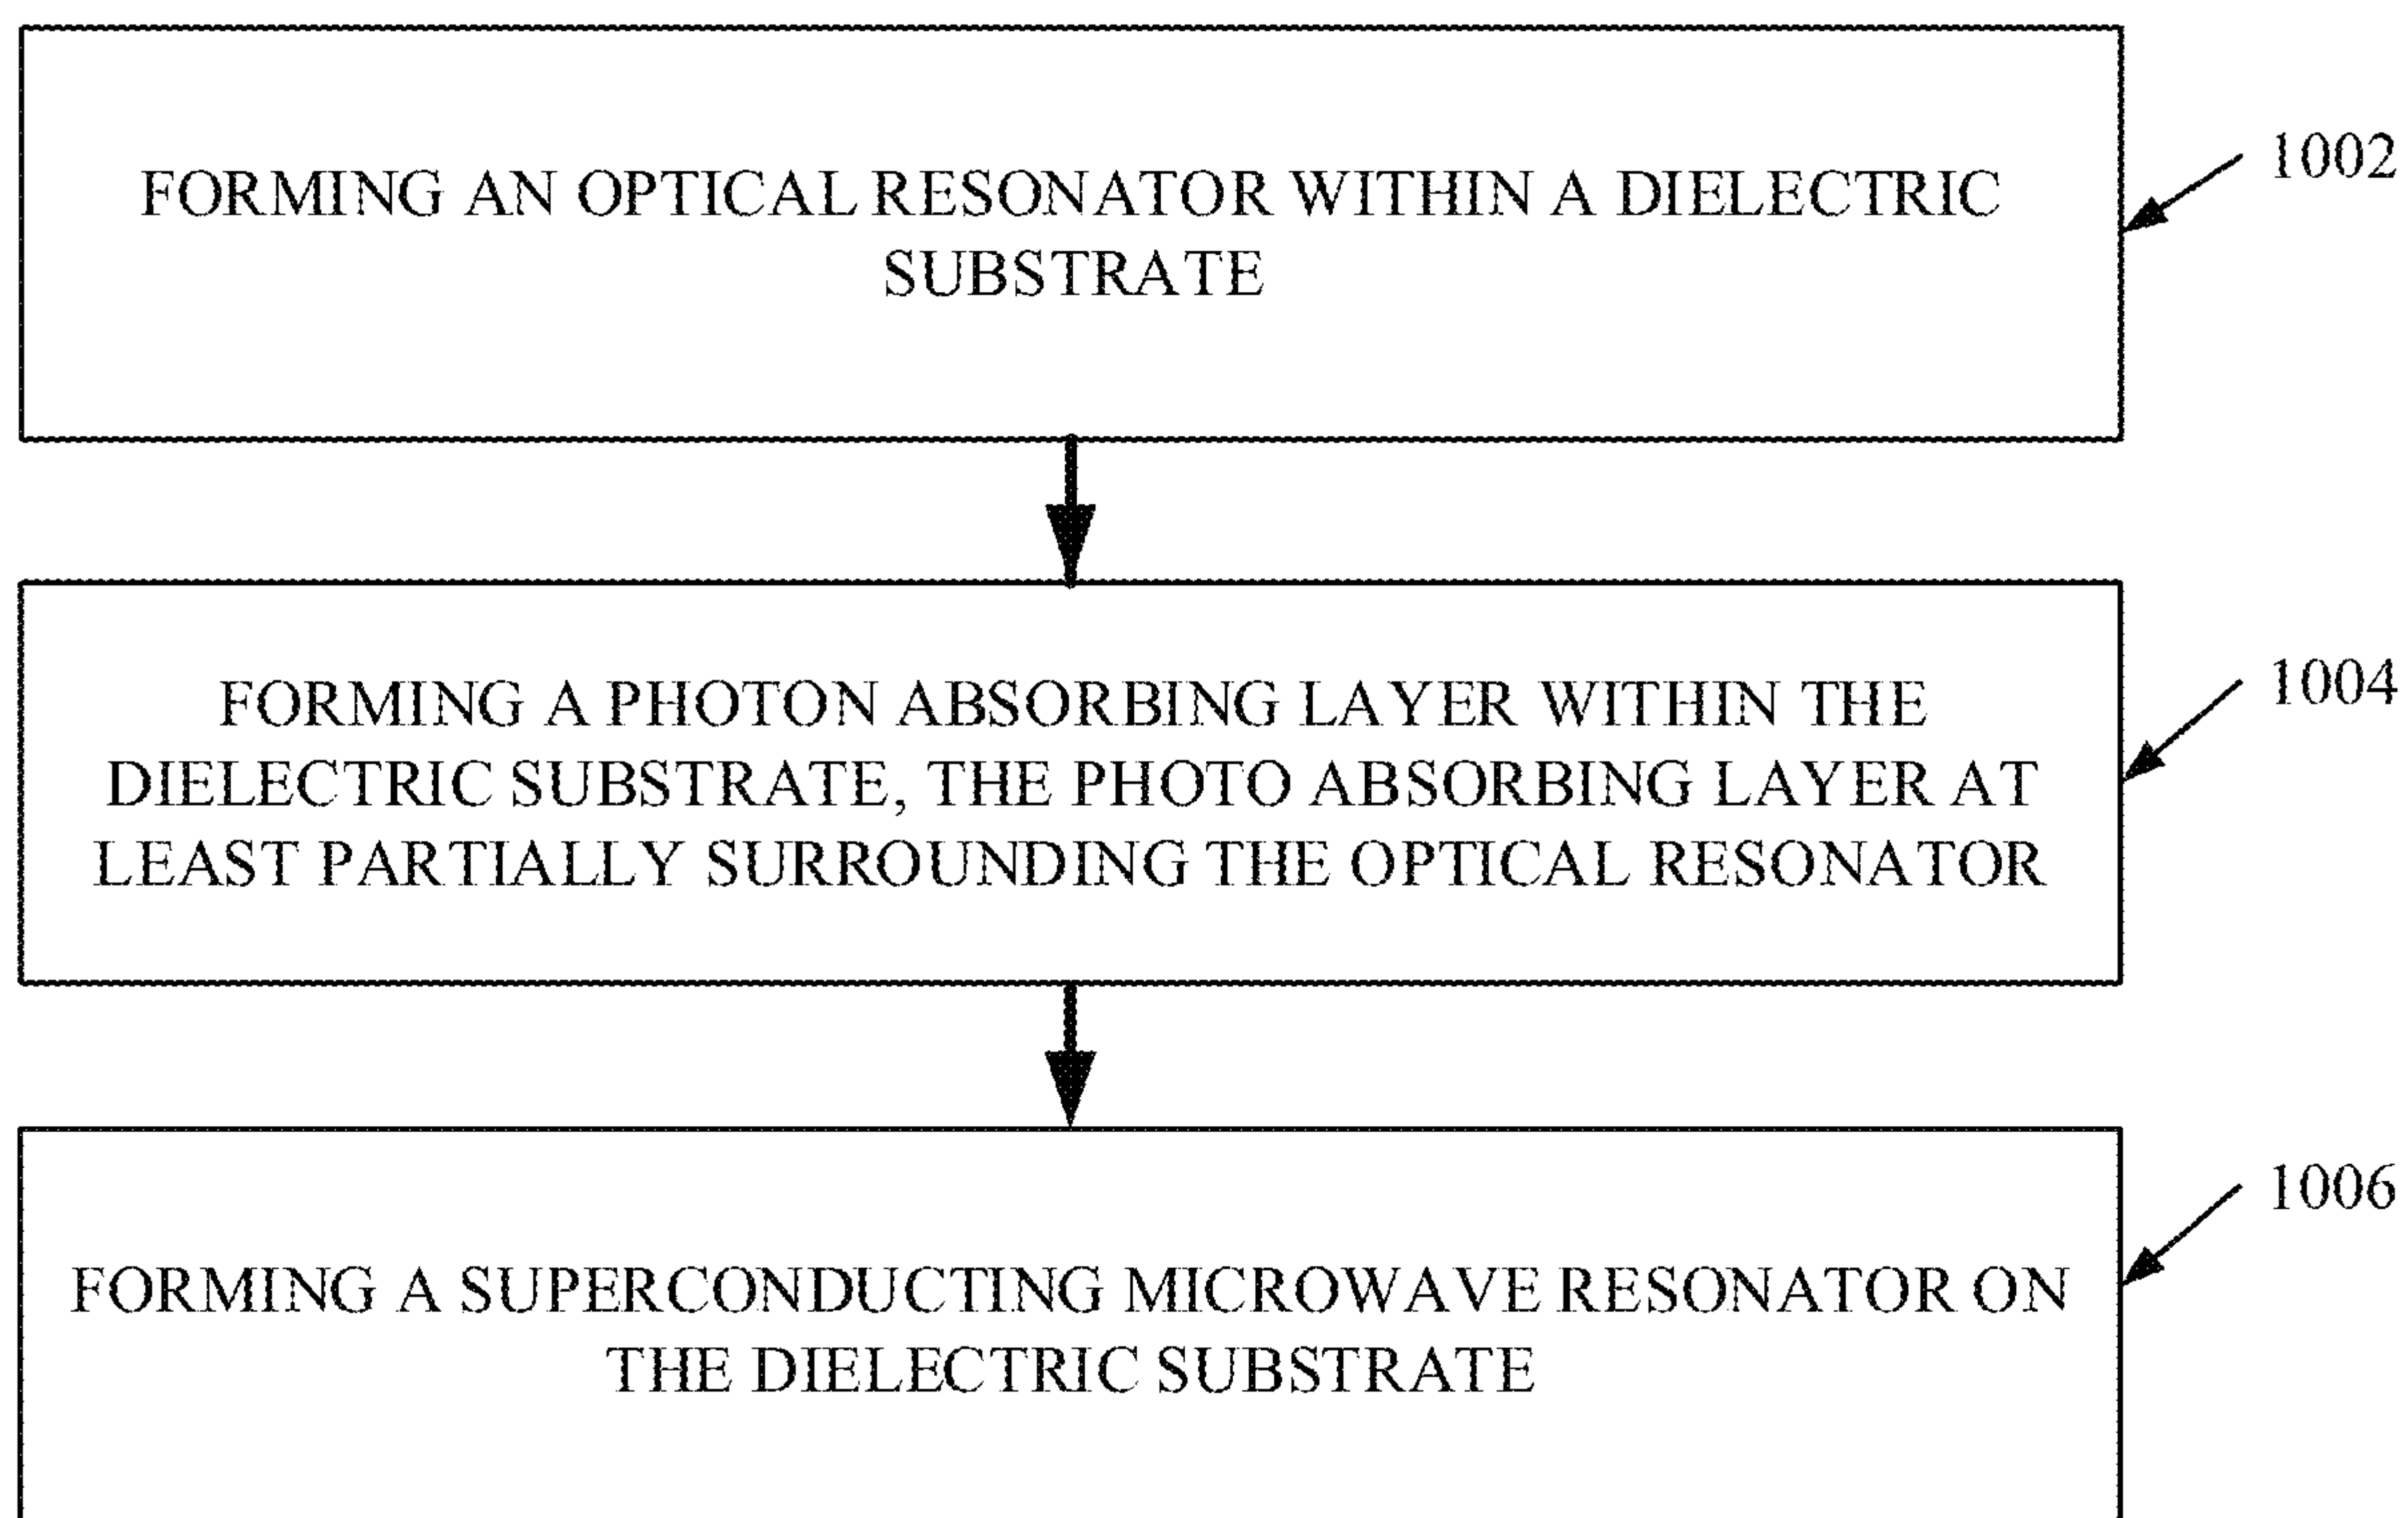 FORMING AN OPTICAL RESONATOR WITHIN A DIELECTRIC
SUBSTRATE
1002
FORMING A PHOTON ABSORBING LAYER WITHIN THE
DIELECTRIC SUBSTRATE, THE PHOTO ABSORBING LAYER AT
LEAST PARTIALLY SURROUNDING THE OPTICAL RESONATOR
1004
FORMING A SUPERCONDUCTING MICROWAVE RESONATOR ON
THE DIELECTRIC SUBSTRATE
1006